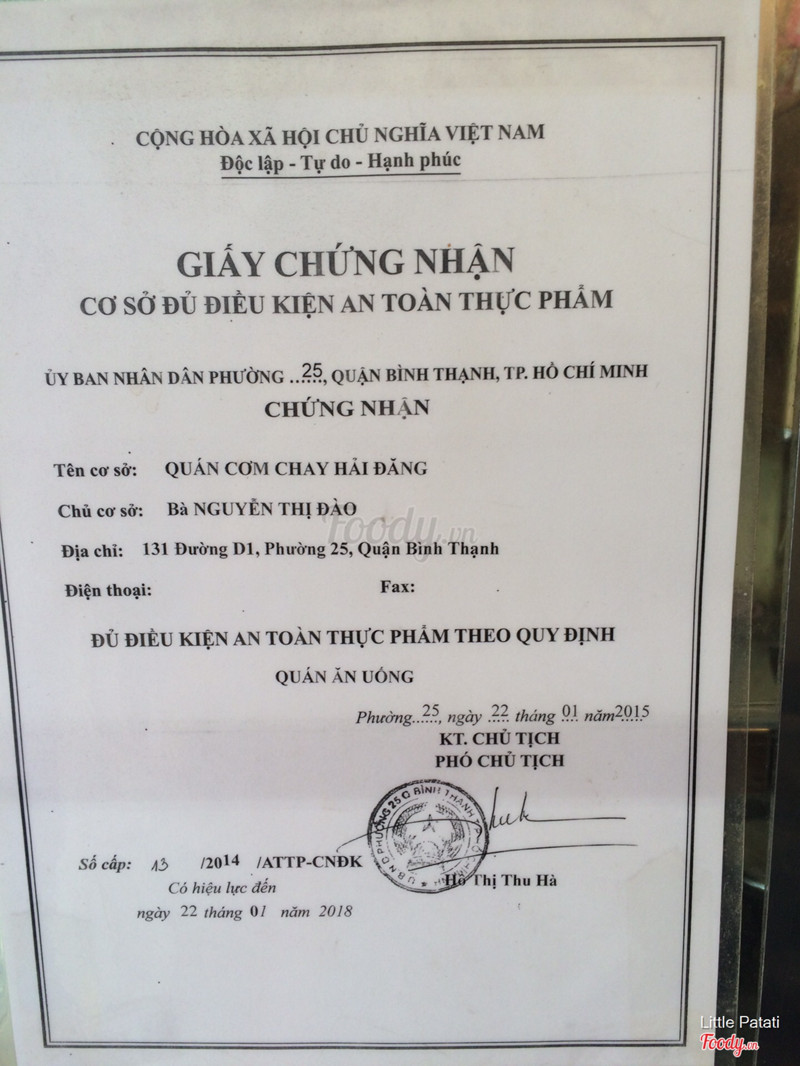 CỘNG HÒA XÃ HỘI CHỦ NGHĨA VIỆT NAM
Độc lập - Tự do - Hạnh phúc
GIẤY CHỨNG NHẬN
CƠ SỞ ĐỦ ĐIỀU KIỆN AN TOÀN THỰC PHẨM
ỦY BAN NHÂN DÂN PHƯỜNG ..25.., QUẬN BÌNH THẠNH, TP. HỒ CHÍ MINH
CHỨNG NHẬN
Tên cơ sở: QUÁN CƠM CHAY HẢI ĐĂNG
Chủ cơ sở: Bà NGUYỄN THỊ ĐÀO
Foody.vn
Địa chỉ: 131 Đường D1, Phường 25, Quận Bình Thạnh
Điện thoại: Fax:
ĐỦ ĐIỀU KIỆN AN TOÀN THỰC PHẨM THEO QUY ĐỊNH
QUÁN ĂN UỐNG
Phường..25.., ngày 22 tháng 01 năm 2015
KT. CHỦ TỊCH
PHÓ CHỦ TỊCH
U.B.N.D PHƯỜNG 25 Q BÌNH THẠNH
Số cấp: 13 /2014 /ATTP-CNĐK
Hồ Thị Thu Hà
Có hiệu lực đến
ngày 22 tháng 01 năm 2018
Little Patati
Foody.vn